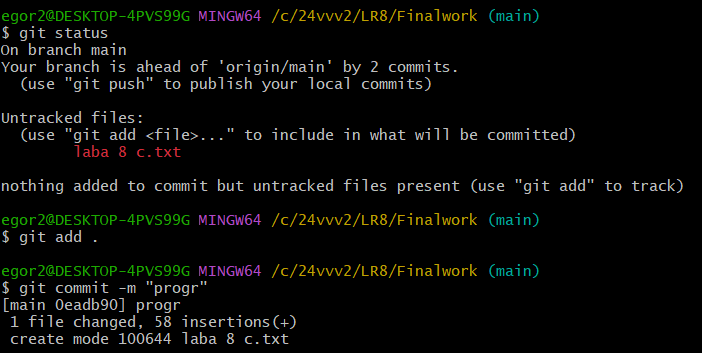 egor2@DESKTOP-4PVS99G MINGW64 /c/24vvv2/LR8/Finalwork (main)
$ git status
On branch main
Your branch is ahead of 'origin/main' by 2 commits.
  (use "git push" to publish your local commits)

Untracked files:
  (use "git add <file>..." to include in what will be committed)
        laba 8 c.txt

nothing added to commit but untracked files present (use "git add" to track)

egor2@DESKTOP-4PVS99G MINGW64 /c/24vvv2/LR8/Finalwork (main)
$ git add .

egor2@DESKTOP-4PVS99G MINGW64 /c/24vvv2/LR8/Finalwork (main)
$ git commit -m "progr"
[main 0eadb90] progr
 1 file changed, 58 insertions(+)
 create mode 100644 laba 8 c.txt